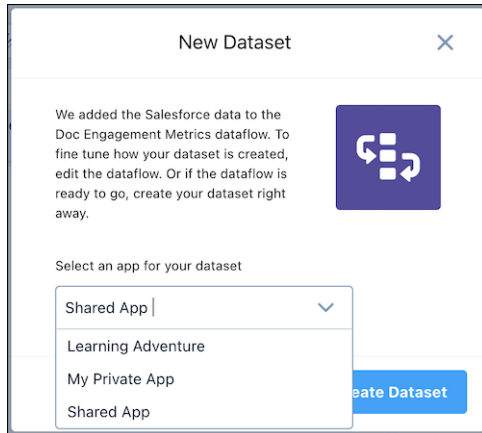 New Dataset
We added the Salesforce data to the
Doc Engagement Metrics dataflow. To
fine tune how your dataset is created,
edit the dataflow. Or if the dataflow is
ready to go, create your dataset right
away.
Select an app for your dataset
Shared App
Learning Adventure
My Private App
Shared App
eate Dataset